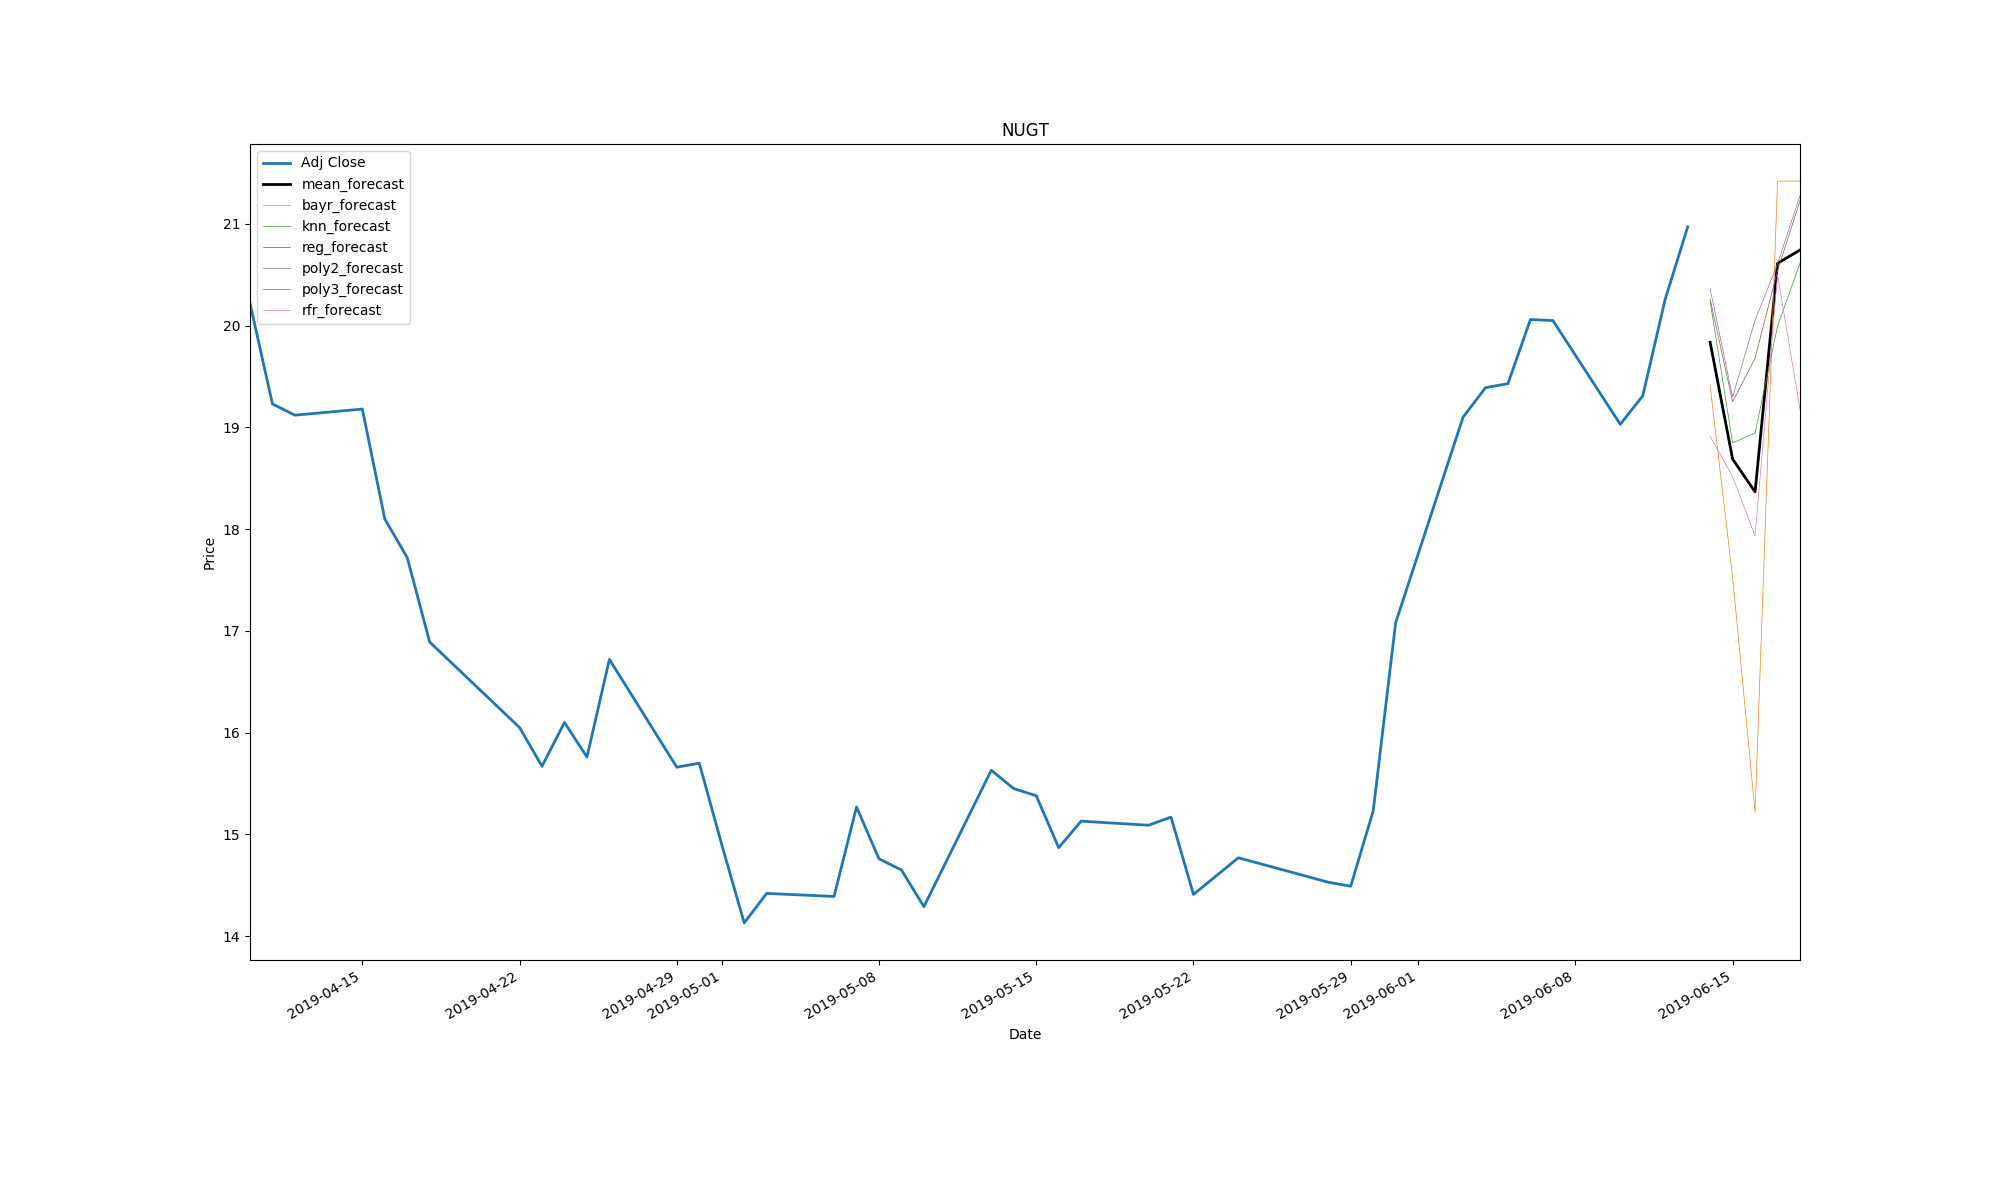 NUGT
Adj Close
mean_forecast
bayr_forecast
knn_forecast
reg_forecast
poly2_forecast
poly3_forecast
rfr_forecast
21
20
19
18
17
16
15
14
Price
2019-04-15
2019-04-22
2019-04-29
2019-05-01
2019-05-08
2019-05-15
2019-05-22
2019-05-29
2019-06-01
2019-06-08
2019-06-15
Date